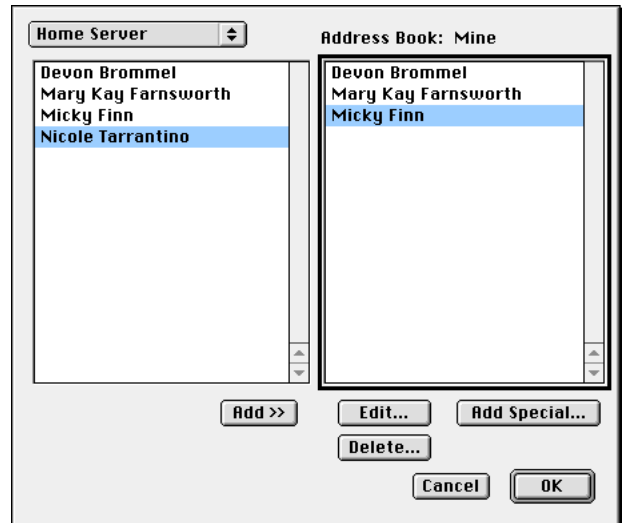 Home Server
Address Book: Mine
Devon Brommel
Mary Kay Farnsworth
Micky Finn
Nicole Tarrantino
Devon Brommel
Mary Kay Farnsworth
Micky Finn
Add >>
Edit...
Add Special...
Delete...
Cancel
OK